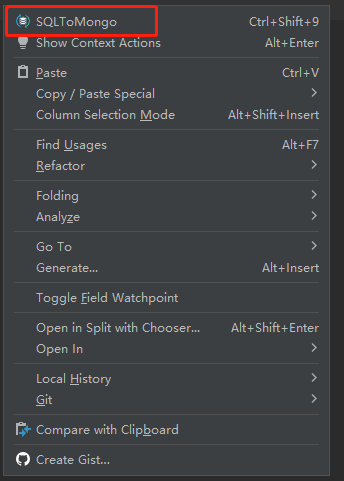 SQLToMongo Ctrl+Shift+9
Show Context Actions Alt+Enter
Paste Ctrl+V
Copy / Paste Special
Column Selection Mode Alt+Shift+Insert
Find Usages Alt+F7
Refactor
Folding
Analyze
Go To
Generate... Alt+Insert
Toggle Field Watchpoint
Open in Split with Chooser... Alt+Shift+Enter
Open In
Local History
Git
Compare with Clipboard
Create Gist...